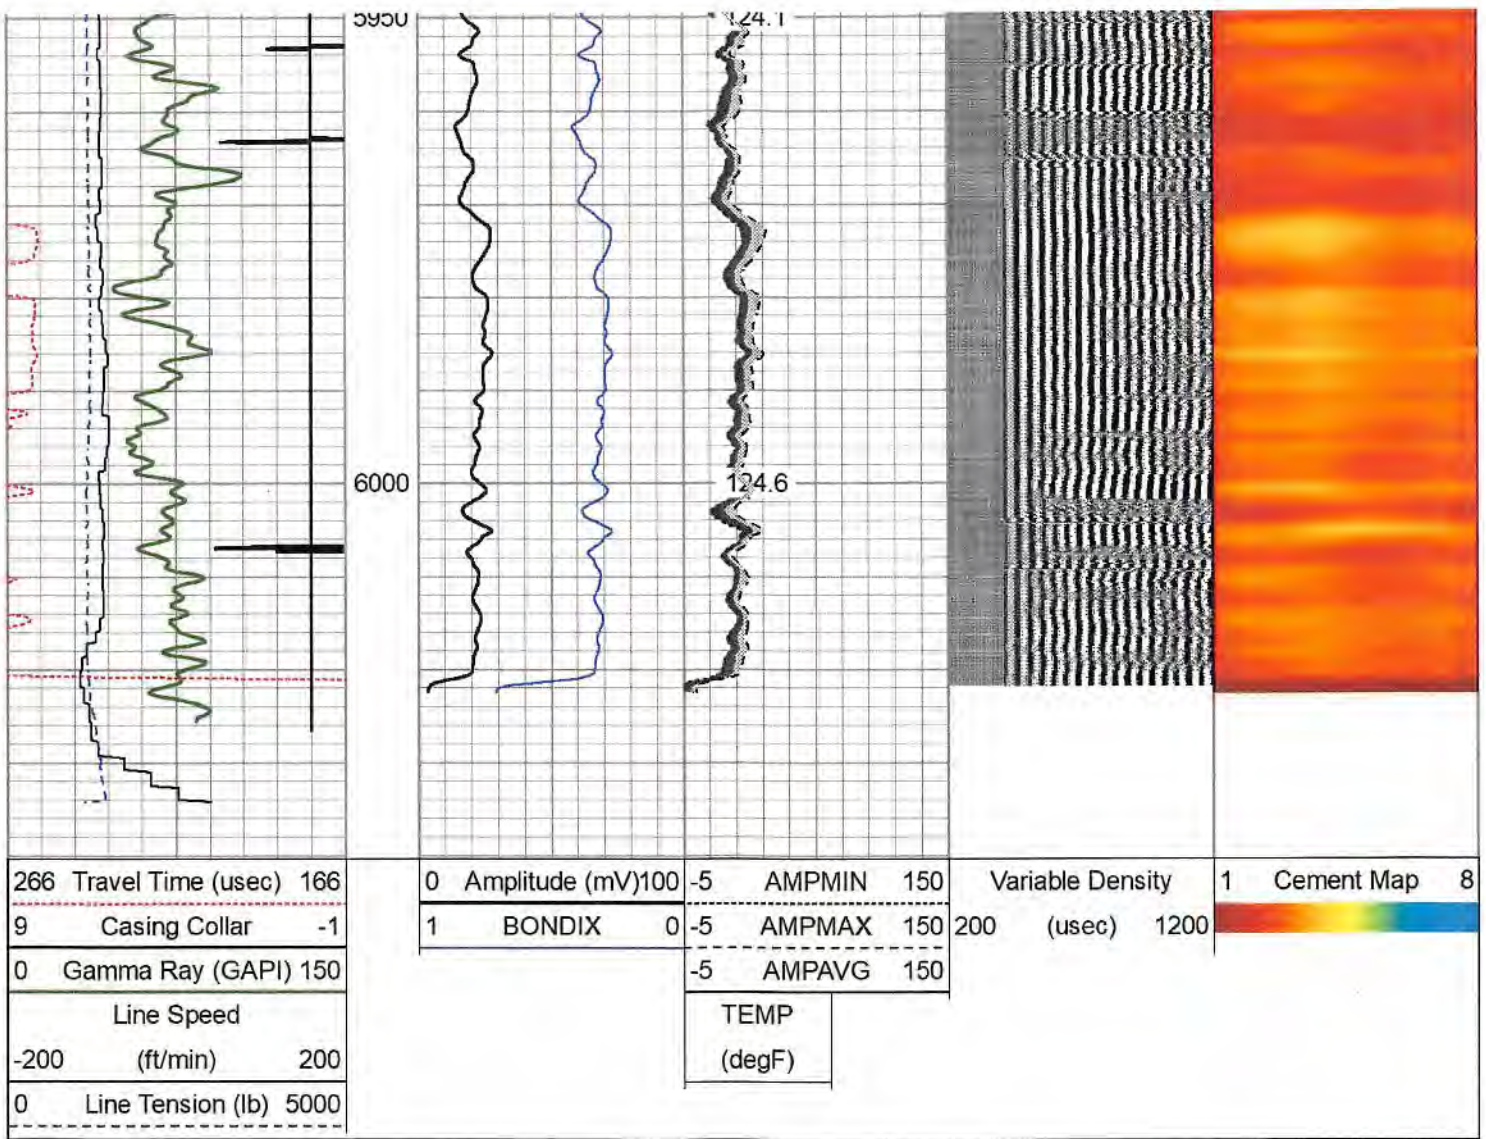 5950
124.1
6000
124.6
266 Travel Time (usec) 166
9 Casing Collar -1
0 Gamma Ray (GAPI) 150
Line Speed
-200 (ft/min) 200
0 Line Tension (lb) 5000
0 Amplitude (mV)100
1 BONDIX 0
-5 AMPMIN 150
-5 AMPMAX 150
-5 AMPAVG 150
TEMP
(degF)
Variable Density
200 (usec) 1200
1 Cement Map 8